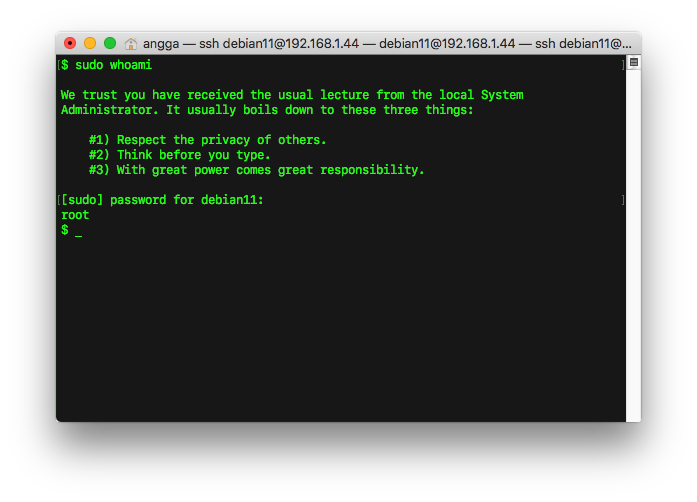 angga — ssh debian11@192.168.1.44 — debian11@192.168.1.44 — ssh debian11@...
[$ sudo whoami ]
We trust you have received the usual lecture from the local System
Administrator. It usually boils down to these three things:
#1) Respect the privacy of others.
#2) Think before you type.
#3) With great power comes great responsibility.
[[sudo] password for debian11: ]
root
$ _